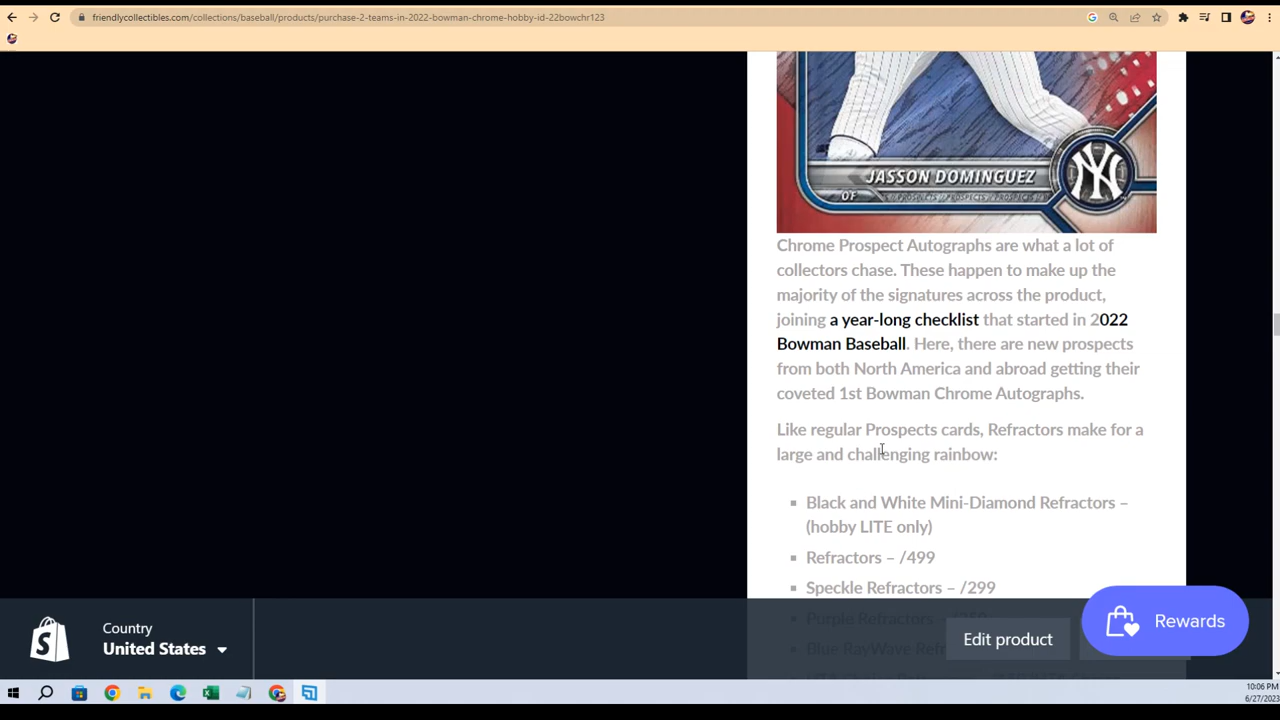 friendlycollectibles.com/collections/baseball/products/purchase-2-teams-in-2022-bowman-chrome-hobby-id-22bowchr123
JASSON DOMINGUEZ
OF
NY
Chrome Prospect Autographs are what a lot of
collectors chase. These happen to make up the
majority of the signatures across the product,
joining a year-long checklist that started in 2022
Bowman Baseball. Here, there are new prospects
from both North America and abroad getting their
coveted 1st Bowman Chrome Autographs.
Like regular Prospects cards, Refractors make for a
large and challenging rainbow:
Black and White Mini-Diamond Refractors –
(hobby LITE only)
Refractors – /499
Speckle Refractors – /299
Purple Refractors
Blue RayWave
Country
United States
Edit product
Rewards
10:06 PM
6/27/2023